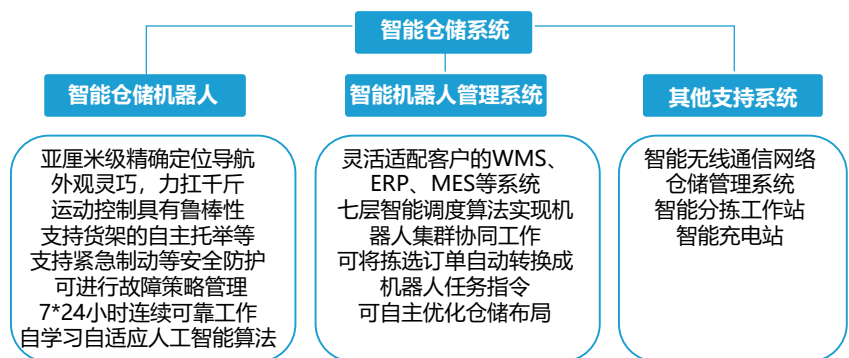 智能仓储系统
智能仓储机器人
智能机器人管理系统
其他支持系统
亚厘米级精确定位导航
外观灵巧，力扛千斤
运动控制具有鲁棒性
支持货架的自主托举等
支持紧急制动等安全防护
可进行故障策略管理
7*24小时连续可靠工作
自学习自适应人工智能算法
灵活适配客户的WMS、
ERP、MES等系统
七层智能调度算法实现机
器人集群协同工作
可将拣选订单自动转换成
机器人任务指令
可自主优化仓储布局
智能无线通信网络
仓储管理系统
智能分拣工作站
智能充电站